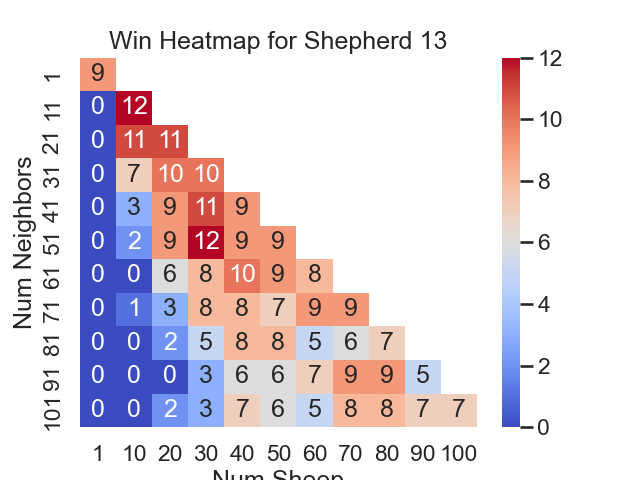 Win Heatmap for Shepherd 13
Num Neighbors
1 9
11 0 12
21 0 11 11
31 0 7 10 10
41 0 3 9 11 9
51 0 2 9 12 9 9
61 0 0 6 8 10 9 8
71 0 1 3 8 8 7 9 9
81 0 0 2 5 8 8 5 6 7
91 0 0 0 3 6 6 7 9 9 5
101 0 0 2 3 7 6 5 8 8 7 7
1 10 20 30 40 50 60 70 80 90 100
Num Sheep
12
10
8
6
4
2
0